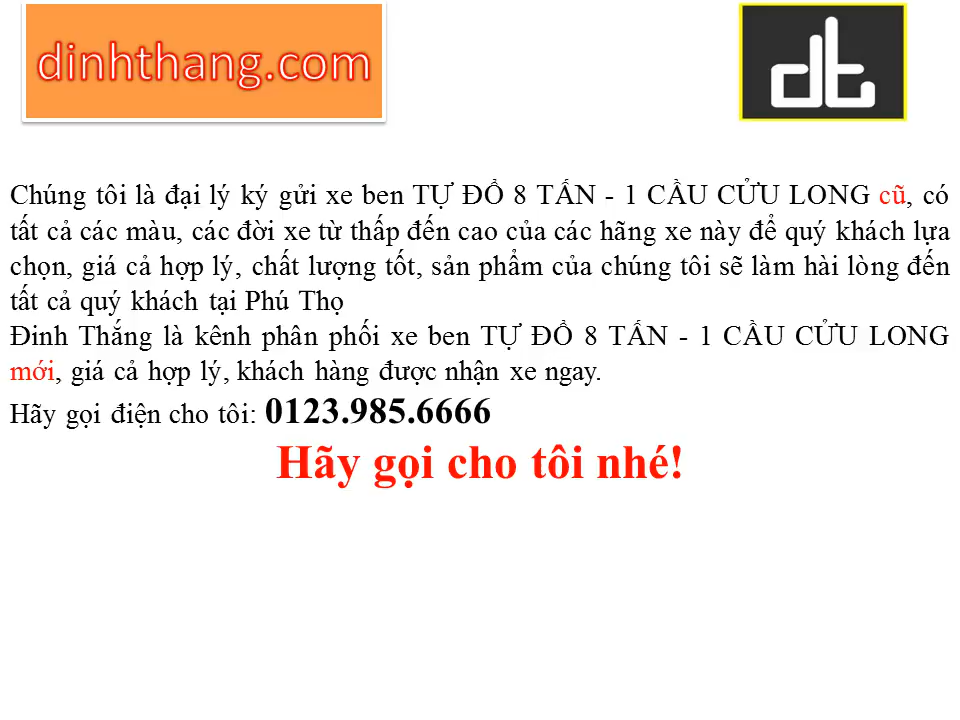 dinhthang.com
dt
Chúng tôi là đại lý ký gửi xe ben TỰ ĐỔ 8 TẤN - 1 CẦU CỬU LONG cũ, có
tất cả các màu, các đời xe từ thấp đến cao của các hãng xe này để quý khách lựa
chọn, giá cả hợp lý, chất lượng tốt, sản phẩm của chúng tôi sẽ làm hài lòng đến
tất cả quý khách tại Phú Thọ
Đinh Thắng là kênh phân phối xe ben TỰ ĐỔ 8 TẤN - 1 CẦU CỬU LONG
mới, giá cả hợp lý, khách hàng được nhận xe ngay.
Hãy gọi điện cho tôi: 0123.985.6666
Hãy gọi cho tôi nhé!